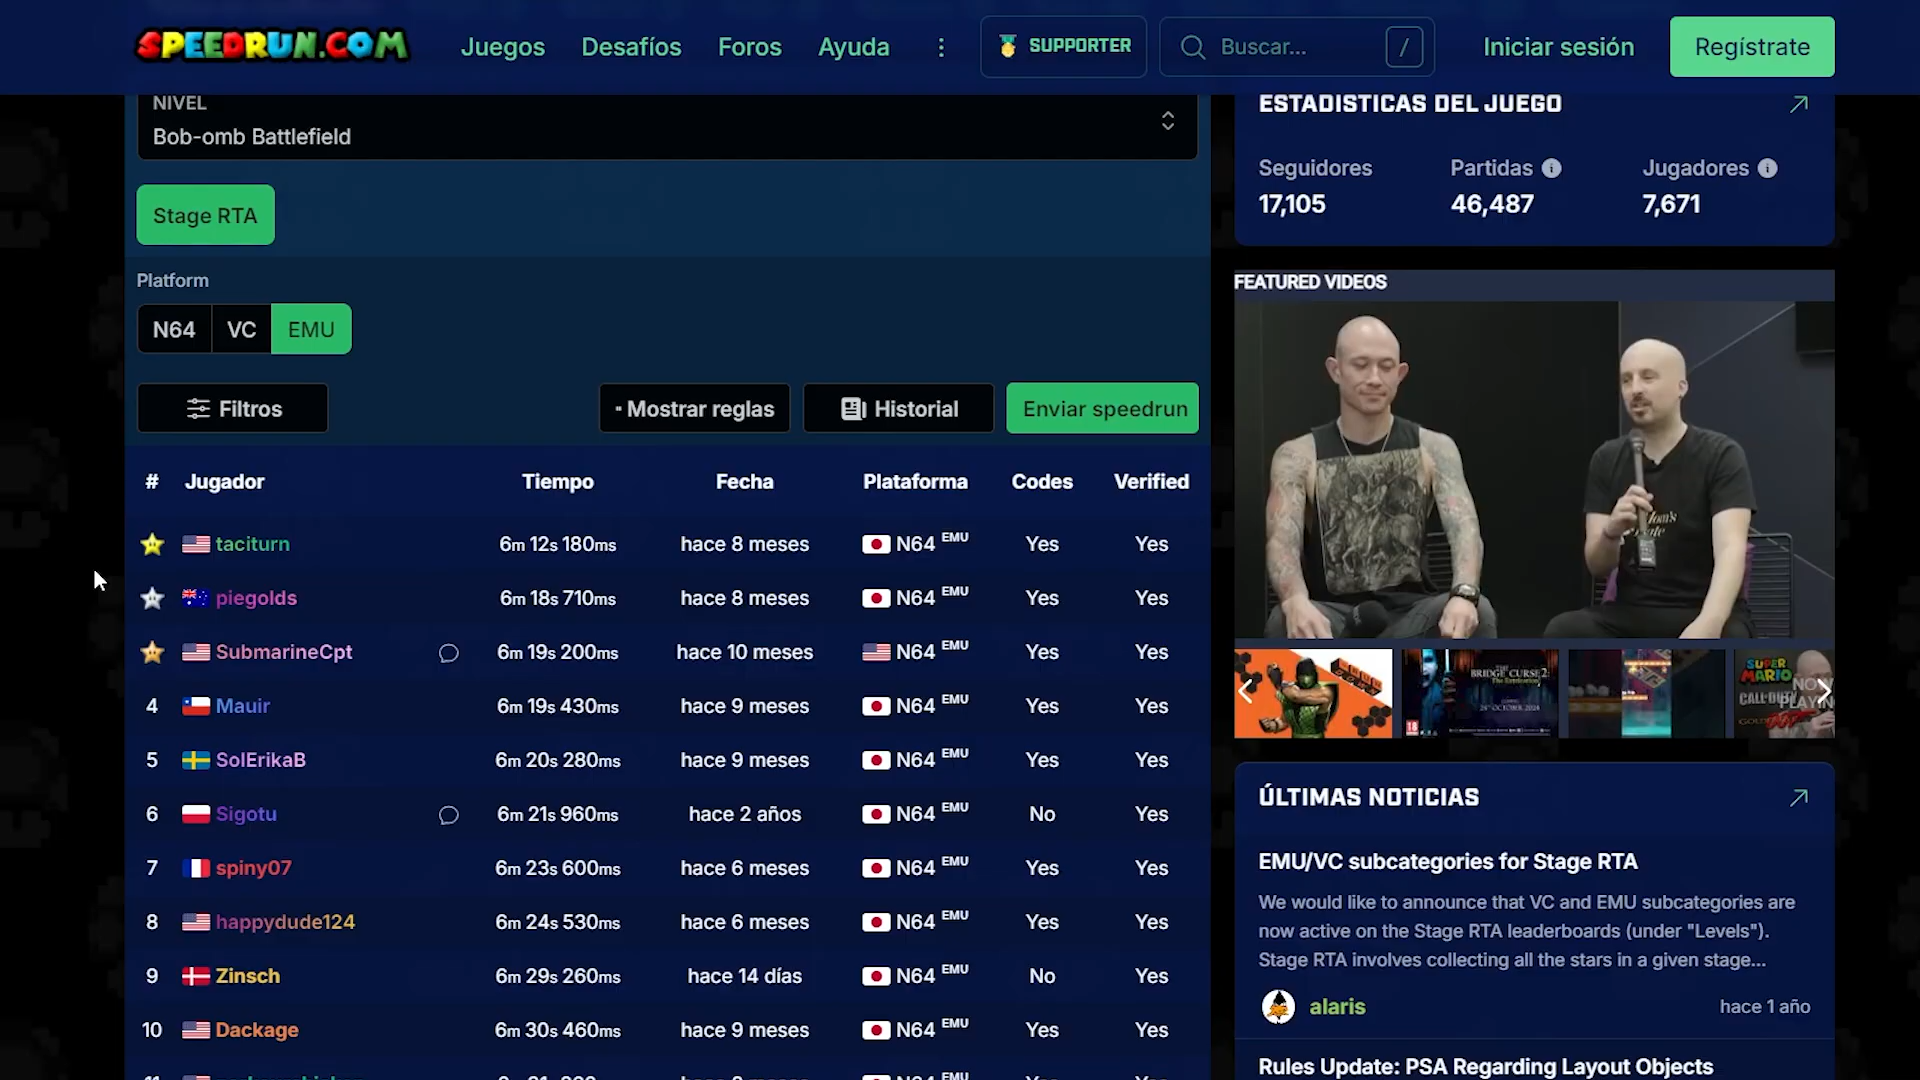 SPEEDRUN.COM Juegos Desafíos Foros Ayuda SUPPORTER Buscar... / Iniciar sesión Regístrate
NIVEL
Bob-omb Battlefield
Stage RTA
Platform
N64 VC EMU
Filtros Mostrar reglas Historial Enviar speedrun
# Jugador Tiempo Fecha Plataforma Codes Verified
taciturn 6m 12s 180ms hace 8 meses N64 EMU Yes Yes
piegolds 6m 18s 710ms hace 8 meses N64 EMU Yes Yes
SubmarineCpt 6m 19s 200ms hace 10 meses N64 EMU Yes Yes
4 Mauir 6m 19s 430ms hace 9 meses N64 EMU Yes Yes
5 SolErikaB 6m 20s 280ms hace 9 meses N64 EMU Yes Yes
6 Sigotu 6m 21s 960ms hace 2 años N64 EMU No Yes
7 spiny07 6m 23s 600ms hace 6 meses N64 EMU Yes Yes
8 happydude124 6m 24s 530ms hace 6 meses N64 EMU Yes Yes
9 Zinsch 6m 29s 260ms hace 14 días N64 EMU No Yes
10 Dackage 6m 30s 460ms hace 9 meses N64 EMU Yes Yes
ESTADÍSTICAS DEL JUEGO
Seguidores Partidas Jugadores
17,105 46,487 7,671
FEATURED VIDEOS
BRIDGE CURSE 2:
SUPER
MARIO
NOW
CALL OF DUTY
PLAYIN
ÚLTIMAS NOTICIAS
EMU/VC subcategories for Stage RTA
We would like to announce that VC and EMU subcategories are
now active on the Stage RTA leaderboards (under "Levels").
Stage RTA involves collecting all the stars in a given stage...
alaris hace 1 año
Rules Update: PSA Regarding Layout Objects